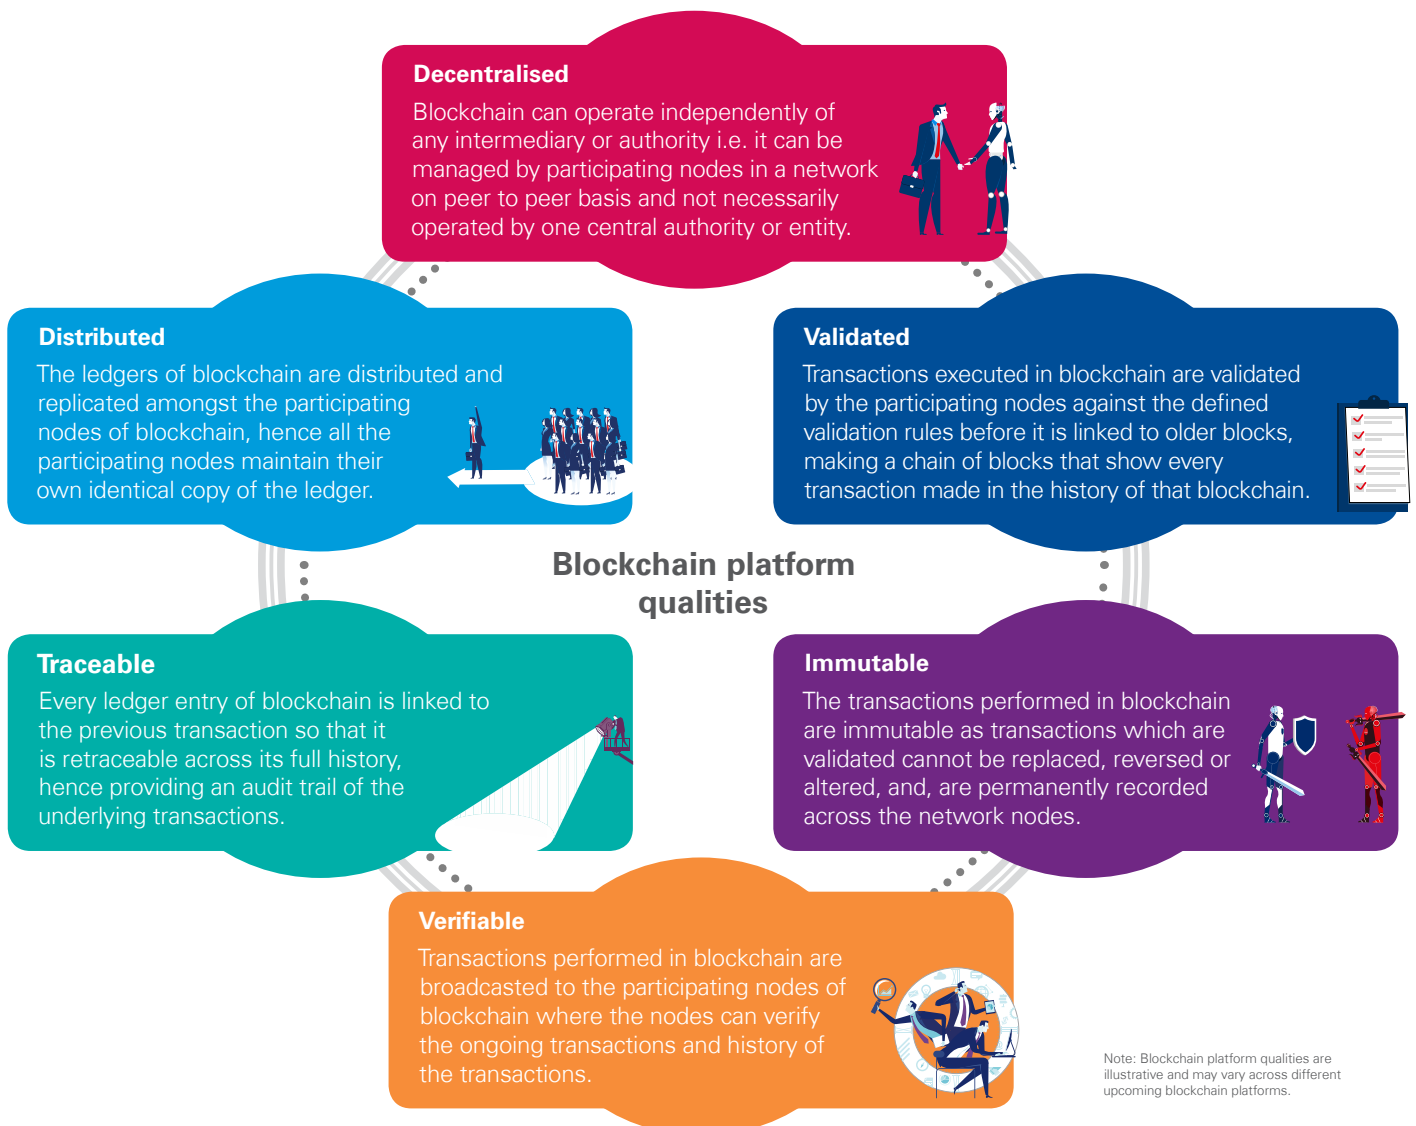 Decentralised
Blockchain can operate independently of
any intermediary or authority i.e. it can be
managed by participating nodes in a network
on peer to peer basis and not necessarily
operated by one central authority or entity.
Distributed
The ledgers of blockchain are distributed and
replicated amongst the participating
nodes of blockchain, hence all the
participating nodes maintain their
own identical copy of the ledger.
Validated
Transactions executed in blockchain are validated
by the participating nodes against the defined
validation rules before it is linked to older blocks,
making a chain of blocks that show every
transaction made in the history of that blockchain.
Blockchain platform
qualities
Traceable
Every ledger entry of blockchain is linked to
the previous transaction so that it
is retraceable across its full history,
hence providing an audit trail of the
underlying transactions.
Immutable
The transactions performed in blockchain
are immutable as transactions which are
validated cannot be replaced, reversed or
altered, and, are permanently recorded
across the network nodes.
Verifiable
Transactions performed in blockchain are
broadcasted to the participating nodes of
blockchain where the nodes can verify
the ongoing transactions and history of
the transactions.
Note: Blockchain platform qualities are
illustrative and may vary across different
upcoming blockchain platforms.